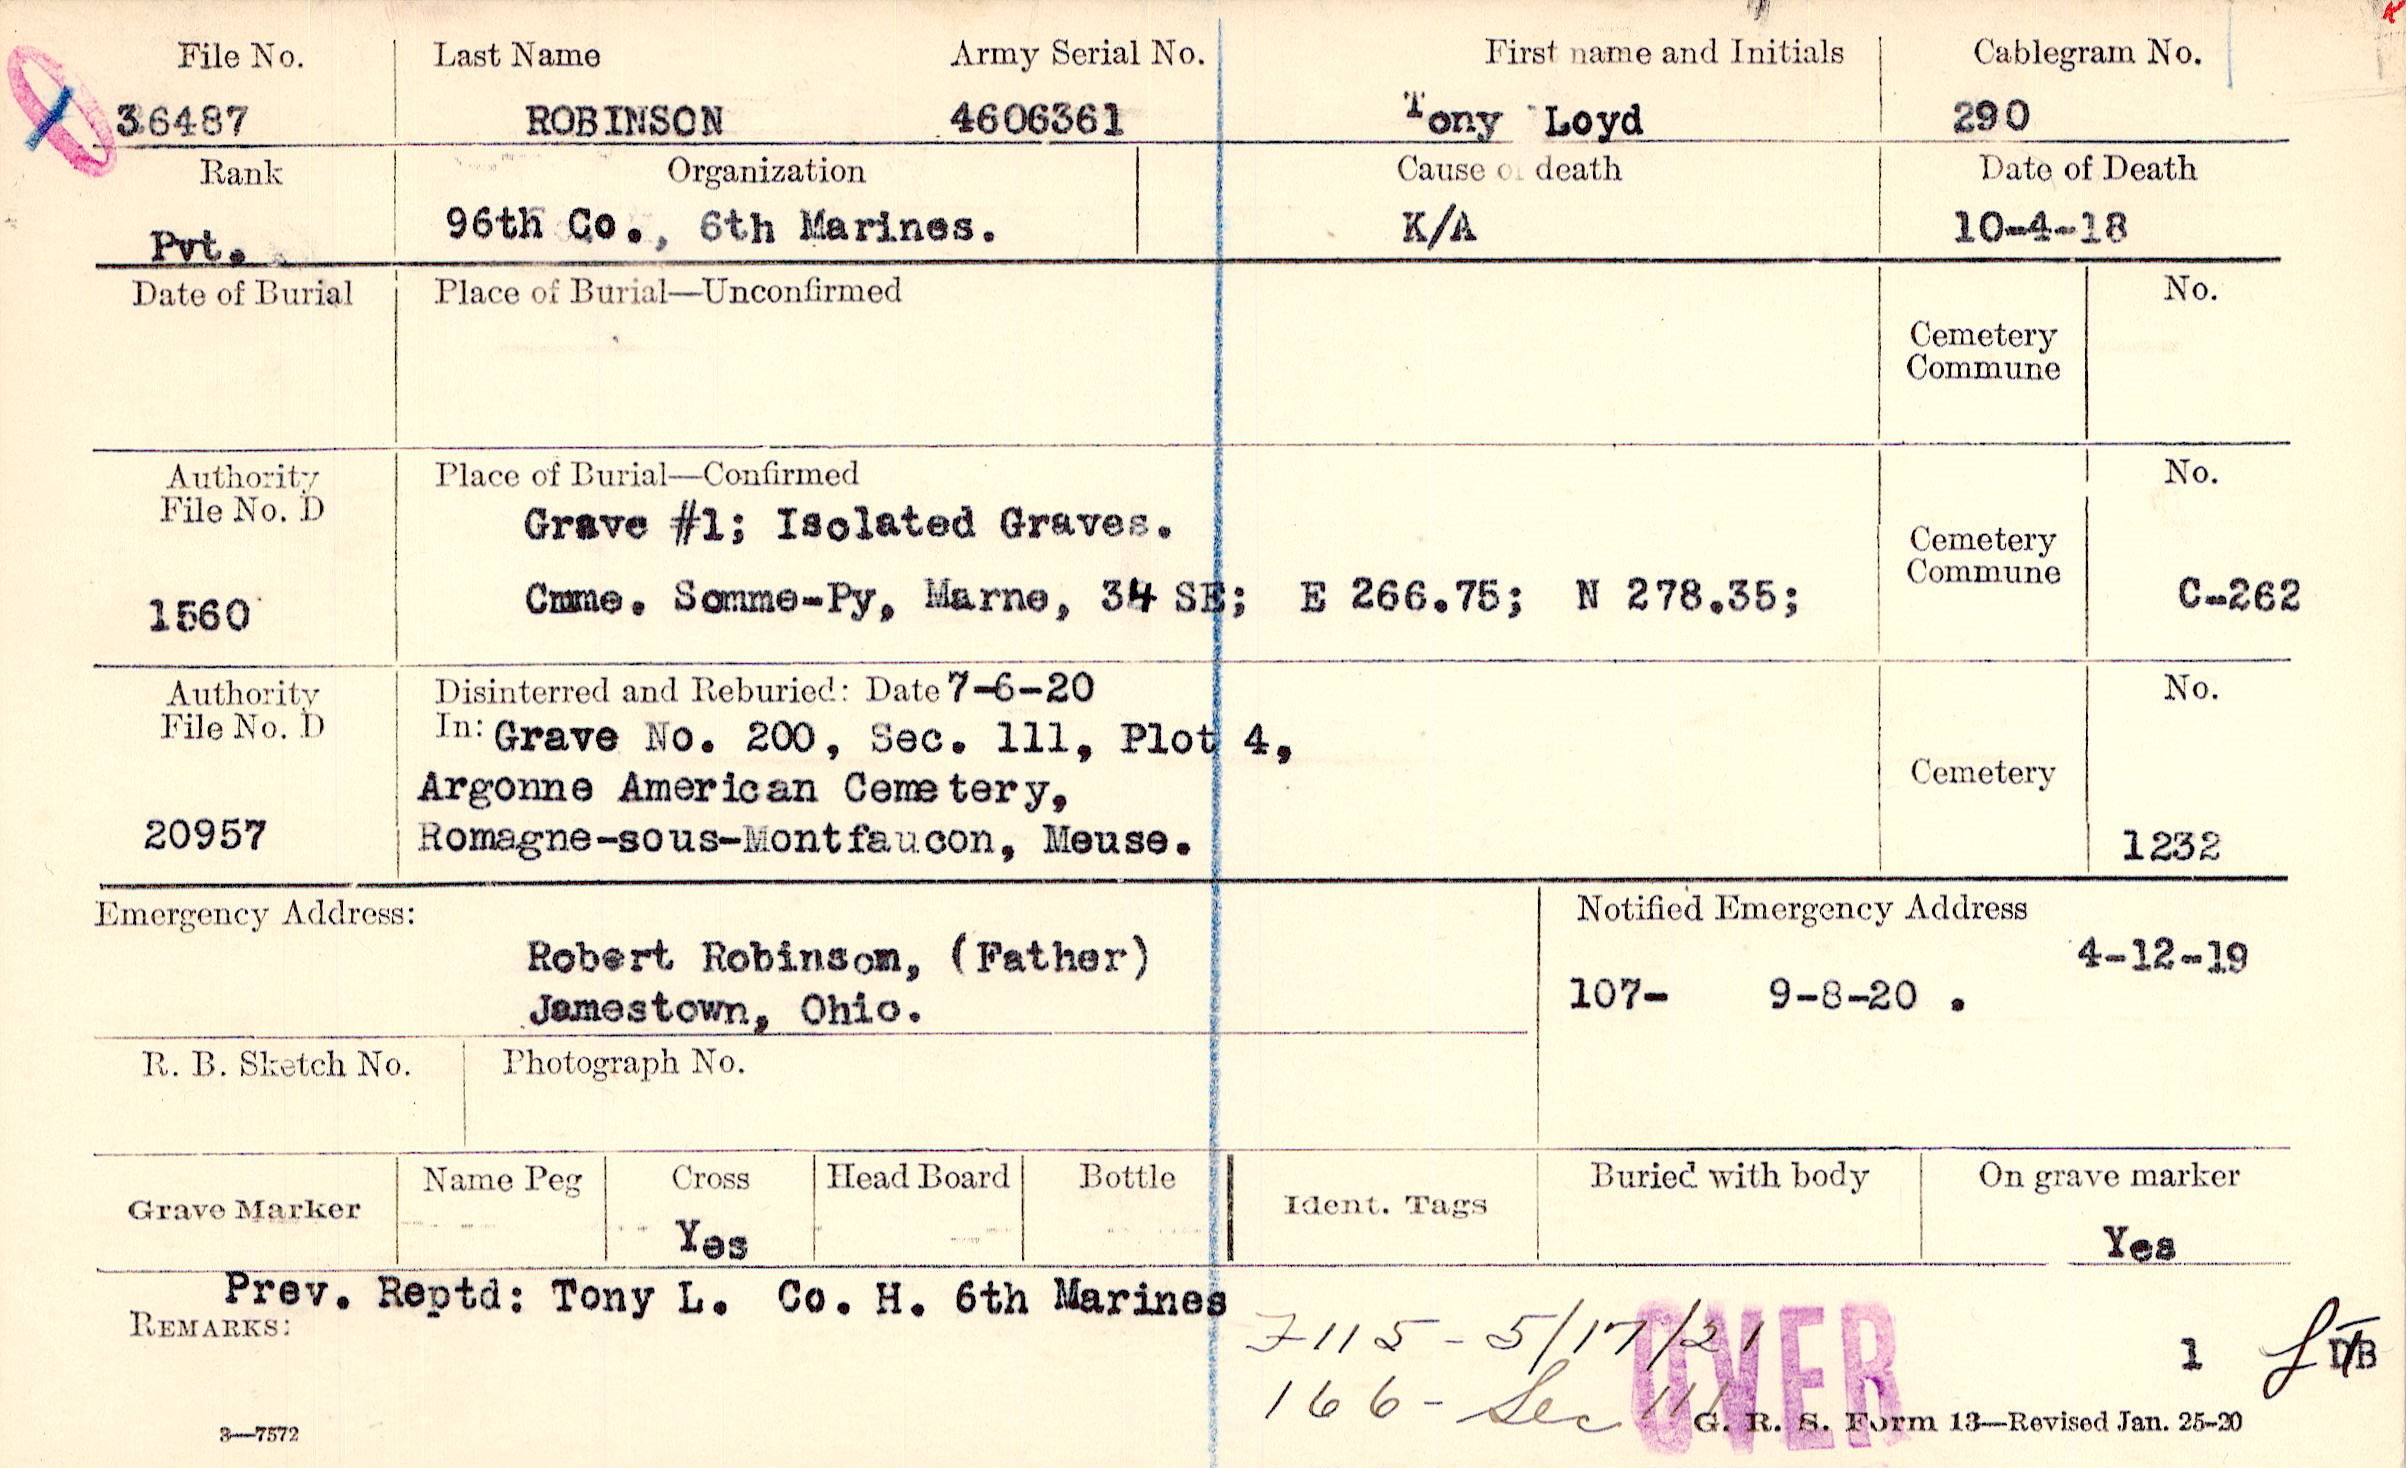 File No. Last Name Army Serial No. First name and Initials Cablegram No.
36487 ROBINSON 4606361 Tony Loyd 290
Rank Organization Cause of death Date of Death
Pvt. 96th Co., 6th Marines. K/A 10-4-18
Date of Burial Place of Burial—Unconfirmed No.
Cemetery
Commune
Authority Place of Burial—Confirmed No.
File No. D
Grave #1; Isolated Graves.
Cemetery
Commune
1560 Cmme. Somme-Py, Marne, 34 SE; E 266.75; N 278.35; C-262
Authority Disinterred and Reburied: Date 7-6-20 No.
File No. D In: Grave No. 200, Sec. 111, Plot 4,
Argonne American Cemetery, Cemetery
20957 Romagne-sous-Montfaucon, Meuse. 1232
Emergency Address: Notified Emergency Address
Robert Robinson, (Father) 4-12-19
Jamestown, Ohio. 107- 9-8-20 .
R. B. Sketch No. Photograph No.
Grave Marker Name Peg Cross Head Board Bottle Ident. Tags Buried with body On grave marker
Yes Yes
Prev. Reptd: Tony L. Co. H. 6th Marines
REMARKS:
7115 - 5/17/21 OVER 1
166 - Sec 111
3—7572 G. R. S. Form 13—Revised Jan. 25-20